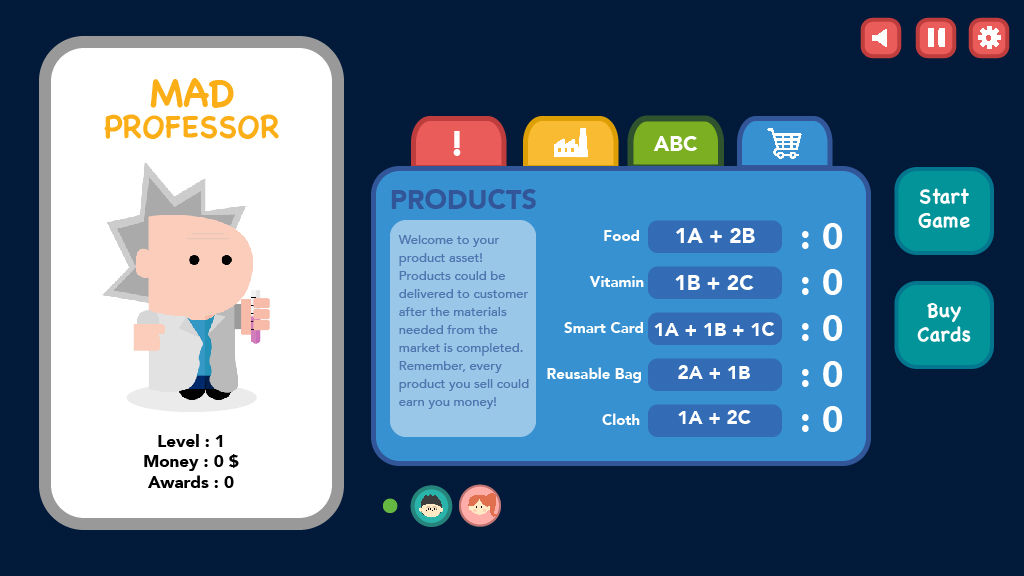 MAD
PROFESSOR
Level : 1
Money : 0 $
Awards : 0
!
ABC
PRODUCTS
Welcome to your
product asset!
Products could be
delivered to customer
after the materials
needed from the
market is completed.
Remember, every
product you sell could
earn you money!
Food 1A + 2B : 0
Vitamin 1B + 2C : 0
Smart Card 1A + 1B + 1C : 0
Reusable Bag 2A + 1B : 0
Cloth 1A + 2C : 0
Start
Game
Buy
Cards